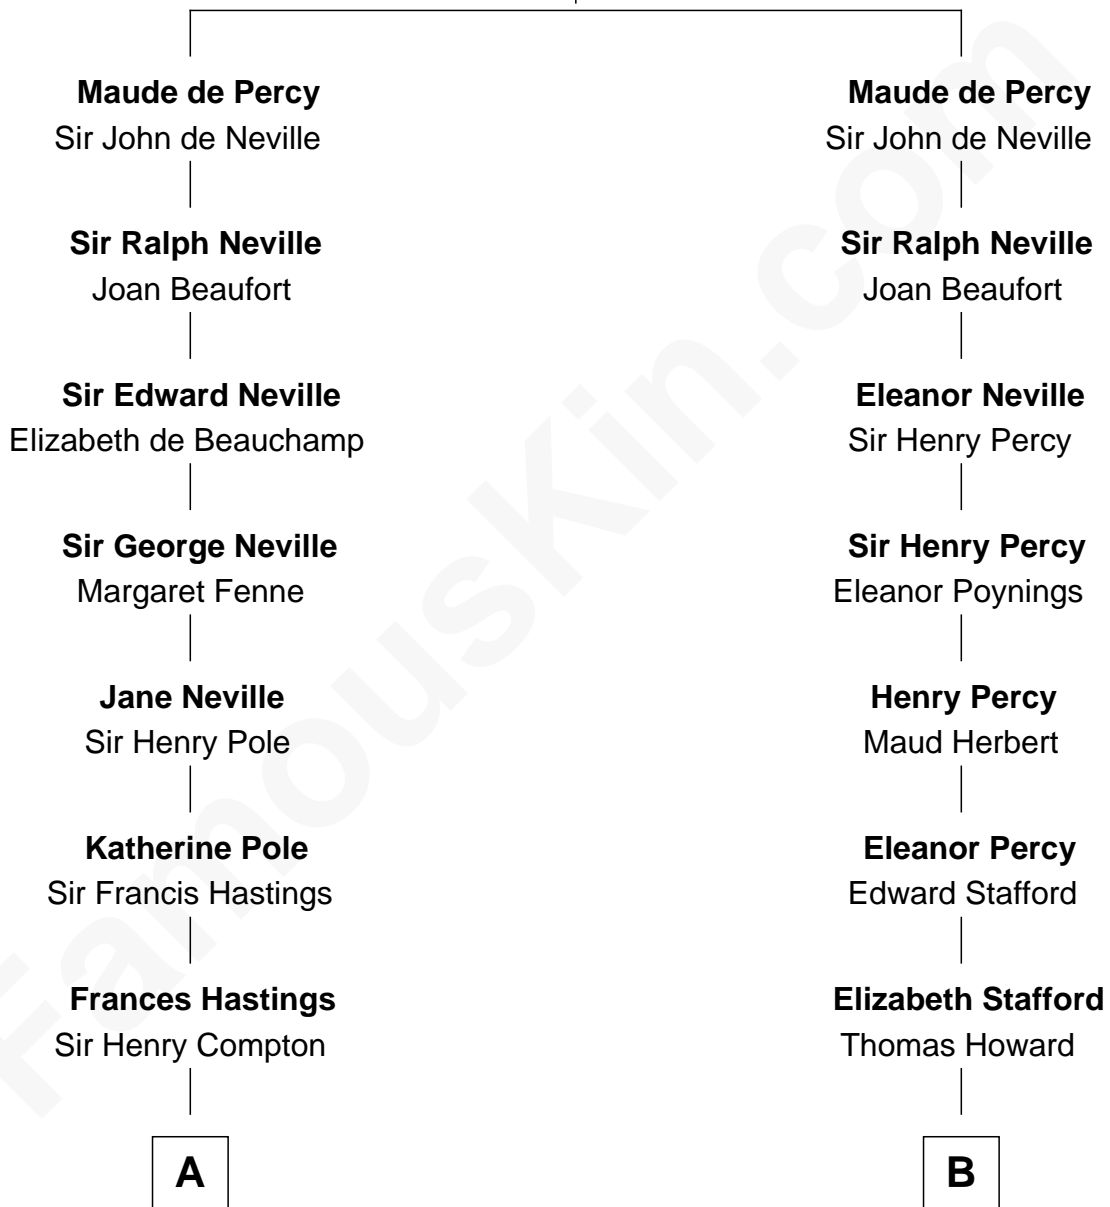 Maude de Percy
Sir John de Neville
Sir Ralph Neville
Joan Beaufort
Sir Edward Neville
Elizabeth de Beauchamp
Sir George Neville
Margaret Fenne
Jane Neville
Sir Henry Pole
Katherine Pole
Sir Francis Hastings
Frances Hastings
Sir Henry Compton
A
Maude de Percy
Sir John de Neville
Sir Ralph Neville
Joan Beaufort
Eleanor Neville
Sir Henry Percy
Sir Henry Percy
Eleanor Poynings
Henry Percy
Maud Herbert
Eleanor Percy
Edward Stafford
Elizabeth Stafford
Thomas Howard
B
FamousKin.com